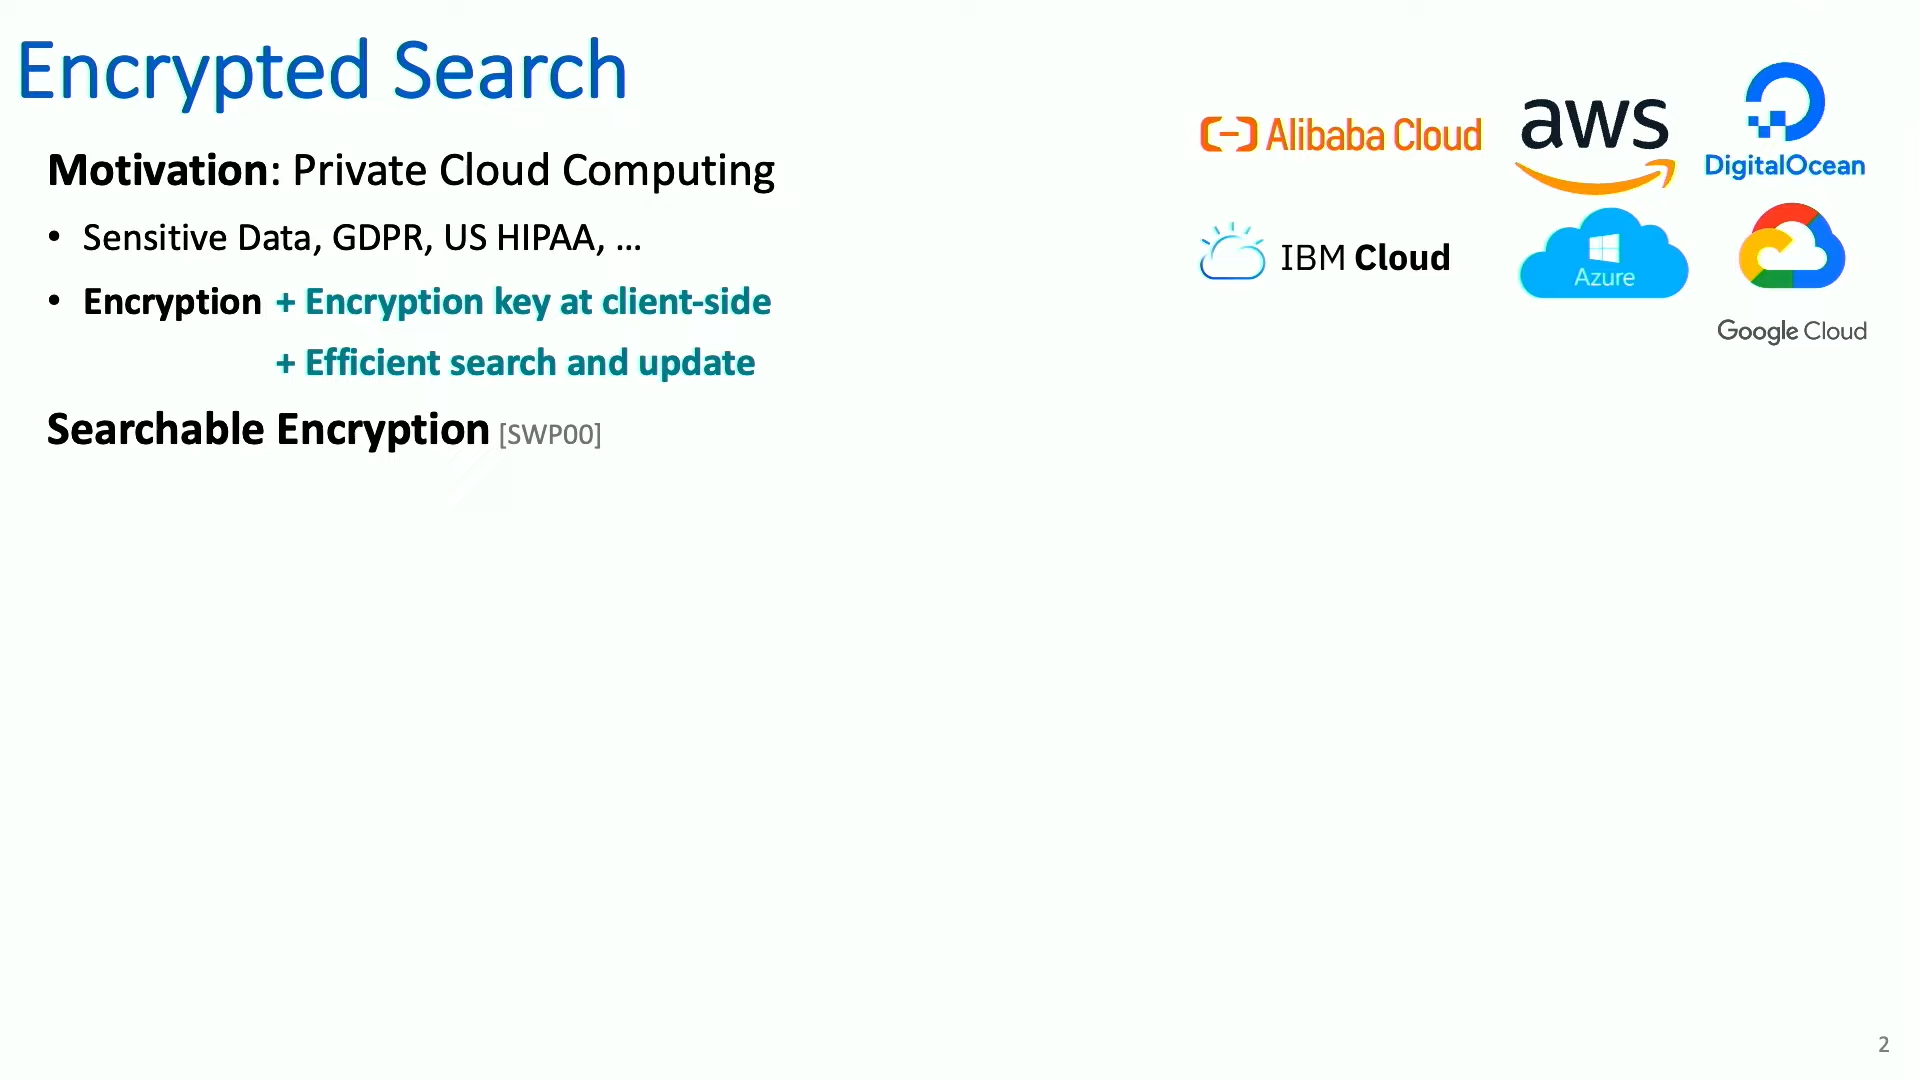 Encrypted Search
Motivation: Private Cloud Computing
• Sensitive Data, GDPR, US HIPAA, ...
• Encryption + Encryption key at client-side
+ Efficient search and update
Searchable Encryption [SWP00]
Alibaba Cloud
aws
DigitalOcean
IBM Cloud
Azure
Google Cloud
2